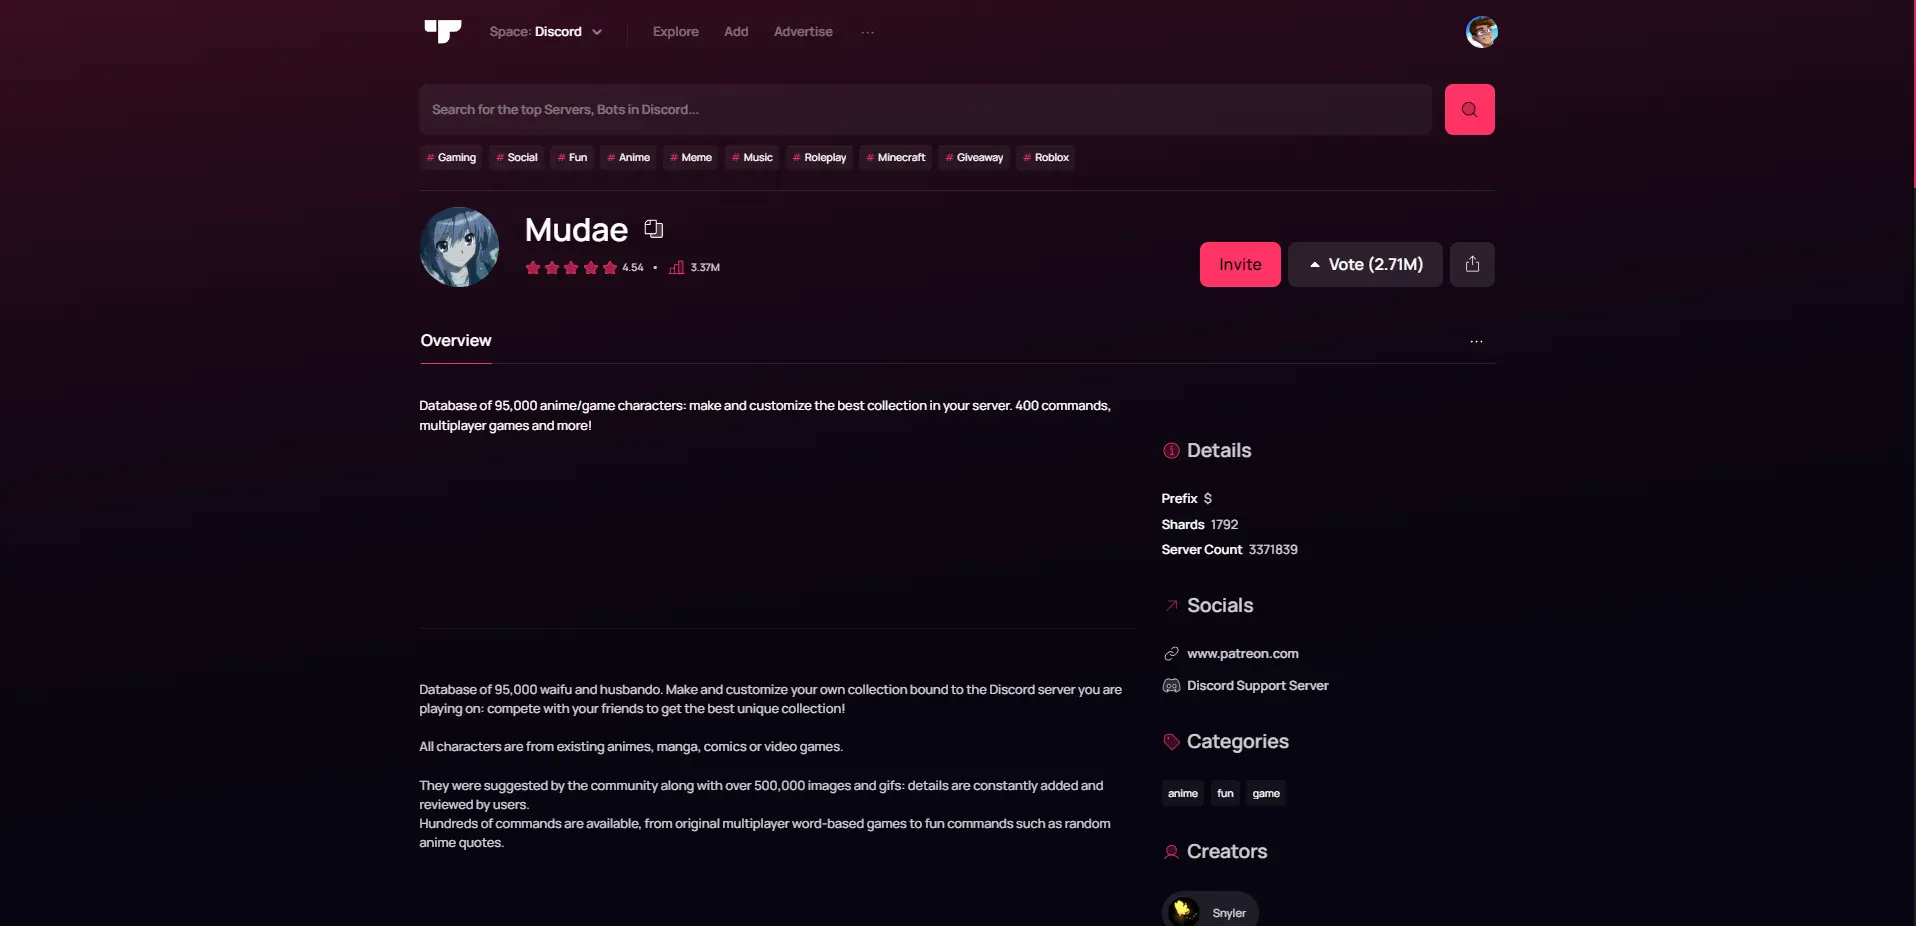 Space: Discord
Explore
Add
Advertise
...
Search for the top Servers, Bots in Discord...
# Gaming
# Social
# Fun
# Anime
# Meme
# Music
# Roleplay
# Minecraft
# Giveaway
# Roblox
Mudae
4.54 • 3.37M
Invite
Vote (2.71M)
Overview
...
Database of 95,000 anime/game characters: make and customize the best collection in your server. 400 commands,
multiplayer games and more!
Database of 95,000 waifu and husbando. Make and customize your own collection bound to the Discord server you are
playing on: compete with your friends to get the best unique collection!
All characters are from existing animes, manga, comics or video games.
They were suggested by the community along with over 500,000 images and gifs: details are constantly added and
reviewed by users.
Hundreds of commands are available, from original multiplayer word-based games to fun commands such as random
anime quotes.
Details
Prefix $
Shards 1792
Server Count 3371839
Socials
www.patreon.com
Discord Support Server
Categories
anime
fun
game
Creators
Snyler